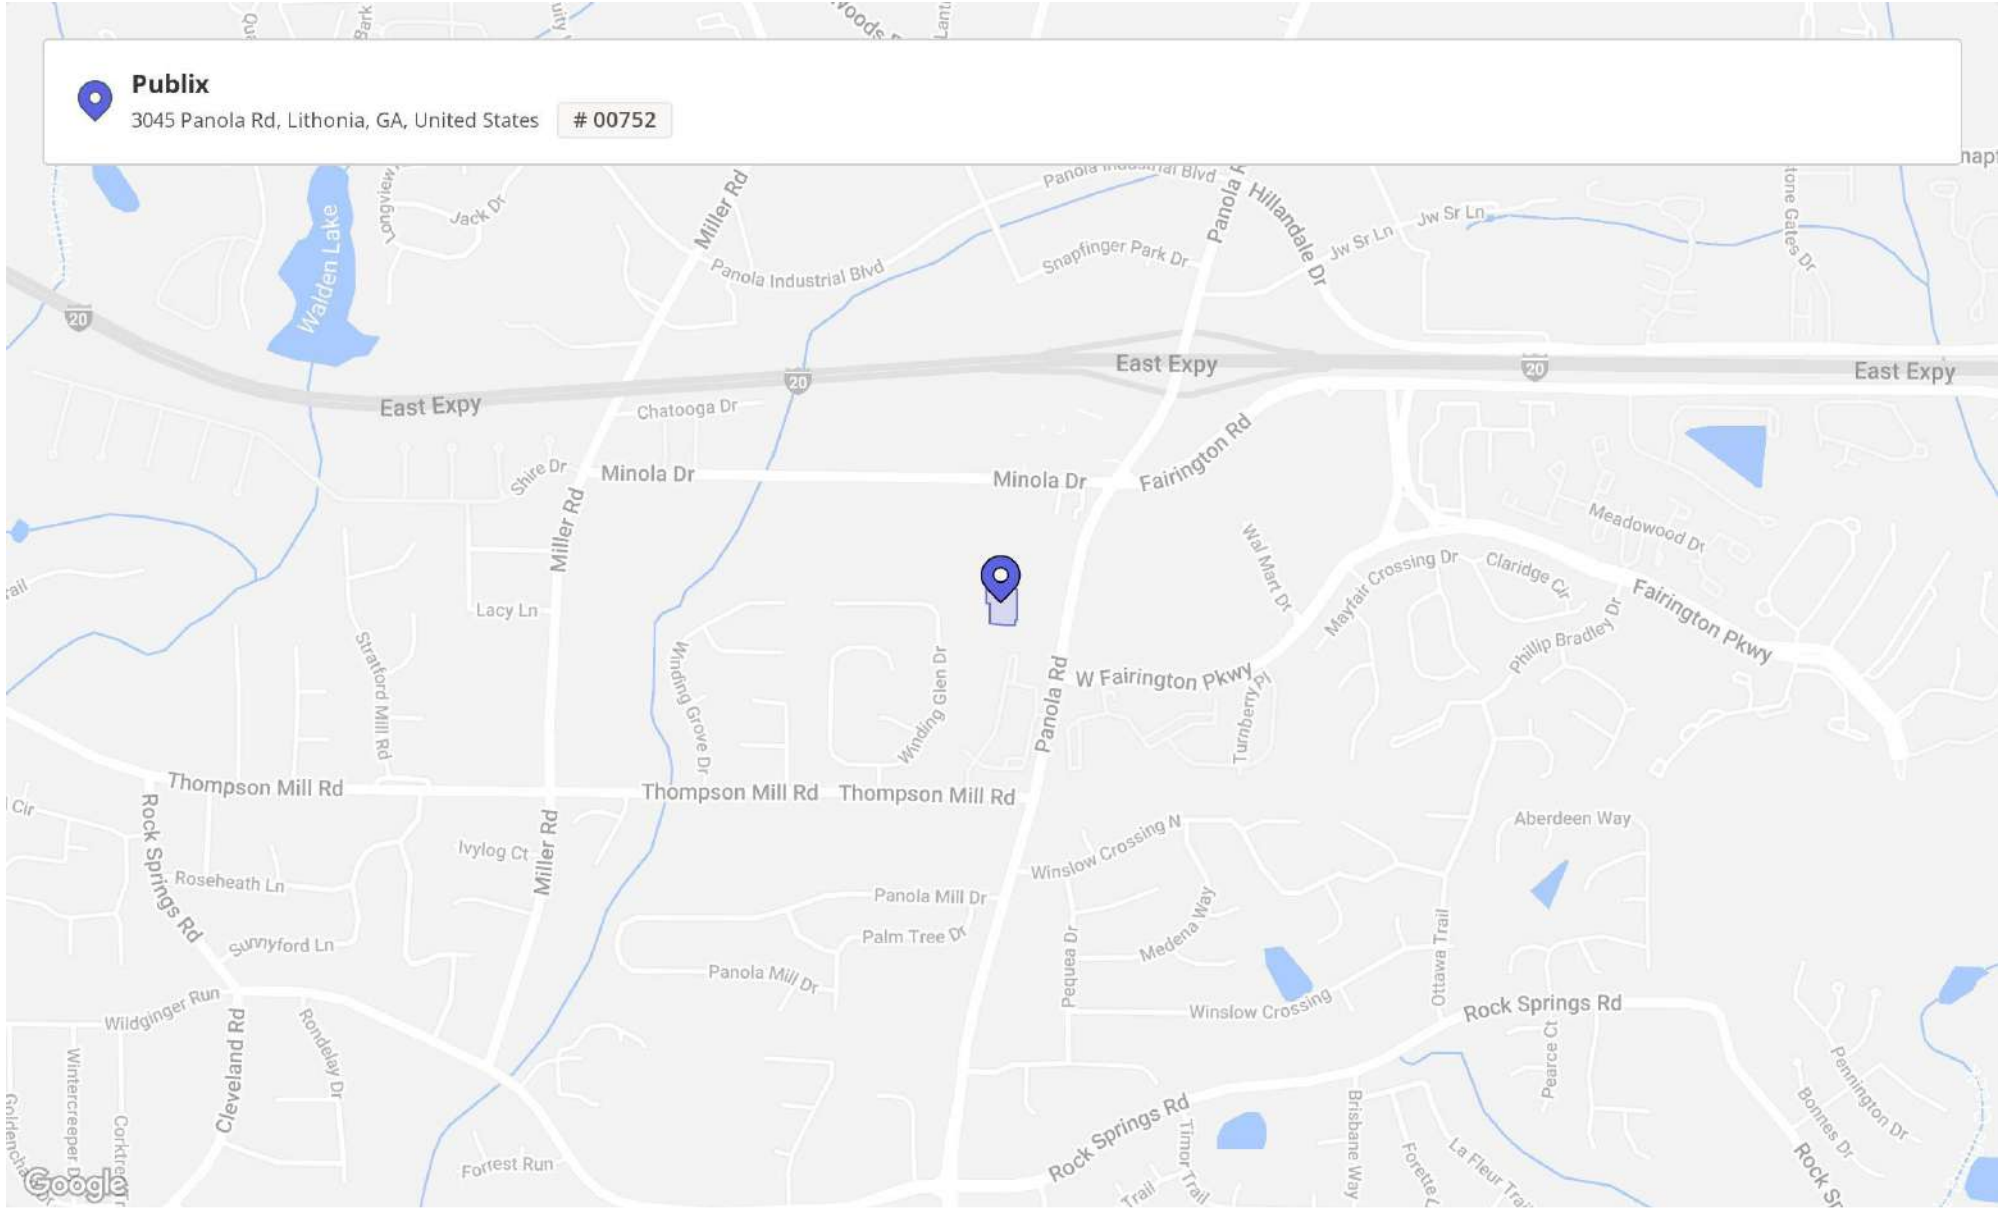 Woods
Publix
3045 Panola Rd, Lithonia, GA, United States
# 00752
Panola Industrial Blvd
Miller Rd
Longview
Jack Dr
Walden Lake
Panola
Hillandale Dr
Jw Sr Ln
Jw Sr Ln
Snapfinger Park Dr
Panola Industrial Blvd
20
20
20
East Expy
East Expy
East Expy
Chatooga Dr
Shire Dr
Minola Dr
Minola Dr
Fairington Rd
Miller Rd
Meadowood Dr
Wal Mart Dr
Mayfair Crossing Dr
Claridge Cir
Fairington Pkwy
Lacy Ln
Phillip Bradley Dr
Stratford Mill Rd
Winding Grove Dr
Winding Glen Dr
Panola Rd
W Fairington Pkwy
Turnberry Pl
Thompson Mill Rd
Thompson Mill Rd
Thompson Mill Rd
Cir
Rock Springs Rd
Miller Rd
Ivylog Ct
Roseheath Ln
Sunnyford Ln
Winslow Crossing N
Aberdeen Way
Panola Mill Dr
Palm Tree Dr
Panola Mill Dr
Pequea Dr
Medena Way
Ottawa Trail
Winslow Crossing
Rock Springs Rd
Wildginger Run
Rondelay Dr
Cleveland Rd
Wintercreeper D
Pearce Ct
Pennington Dr
Bonnes Dr
Rock Springs Rd
Timor Trail
Trail
Brisbane Way
Forette
La Fleur
Forrest Run
Rock
Google